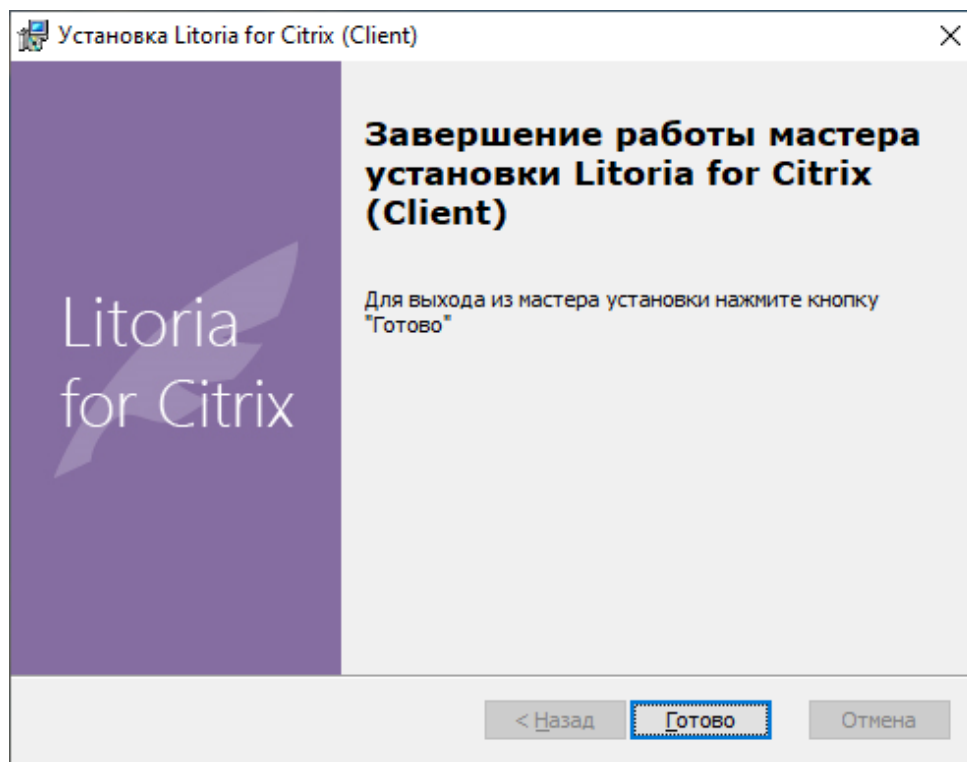 Установка Litoria for Citrix (Client)
Завершение работы мастера
установки Litoria for Citrix
(Client)
Для выхода из мастера установки нажмите кнопку
"Готово"
Litoria
for Citrix
< Назад
Готово
Отмена